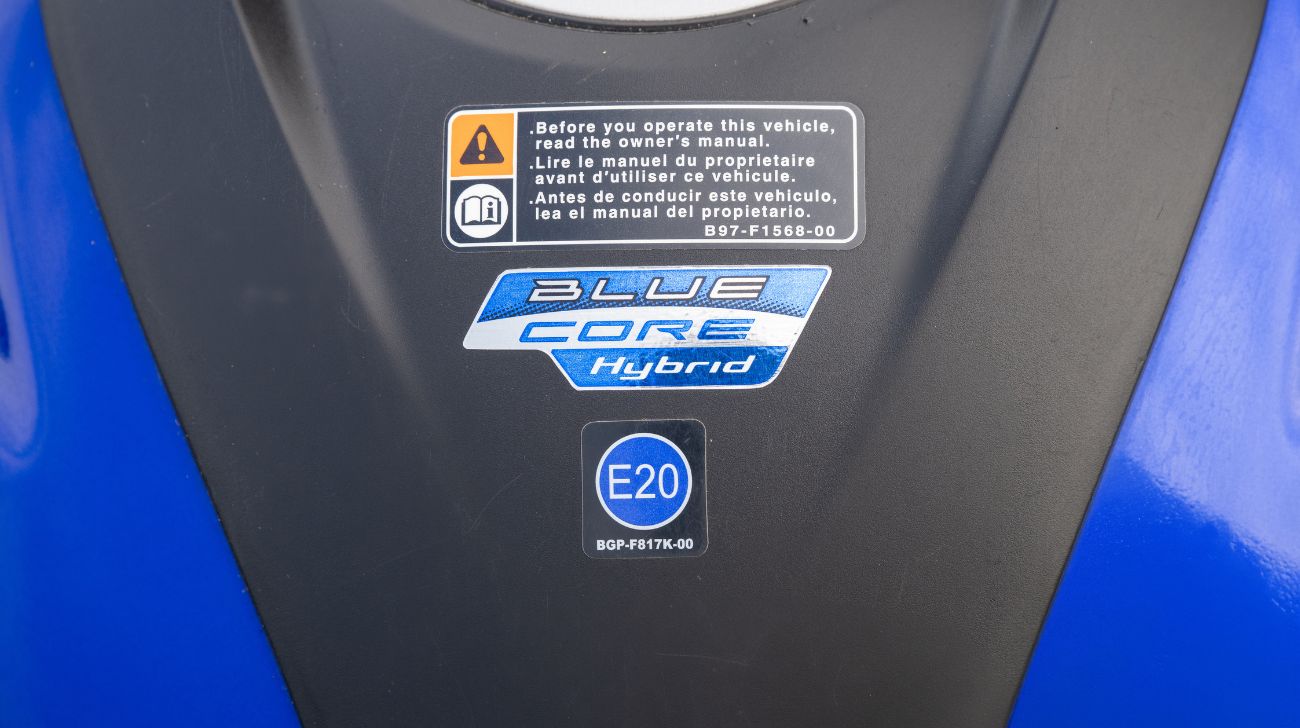 .Before you operate this vehicle,
read the owner's manual.
.Lire le manuel du proprietaire
avant d'utiliser ce vehicule.
.Antes de conducir este vehiculo,
lea el manual del propietario.
B97-F1568-00
BLUE
CORE
Hybrid
E20
BGP-F817K-00